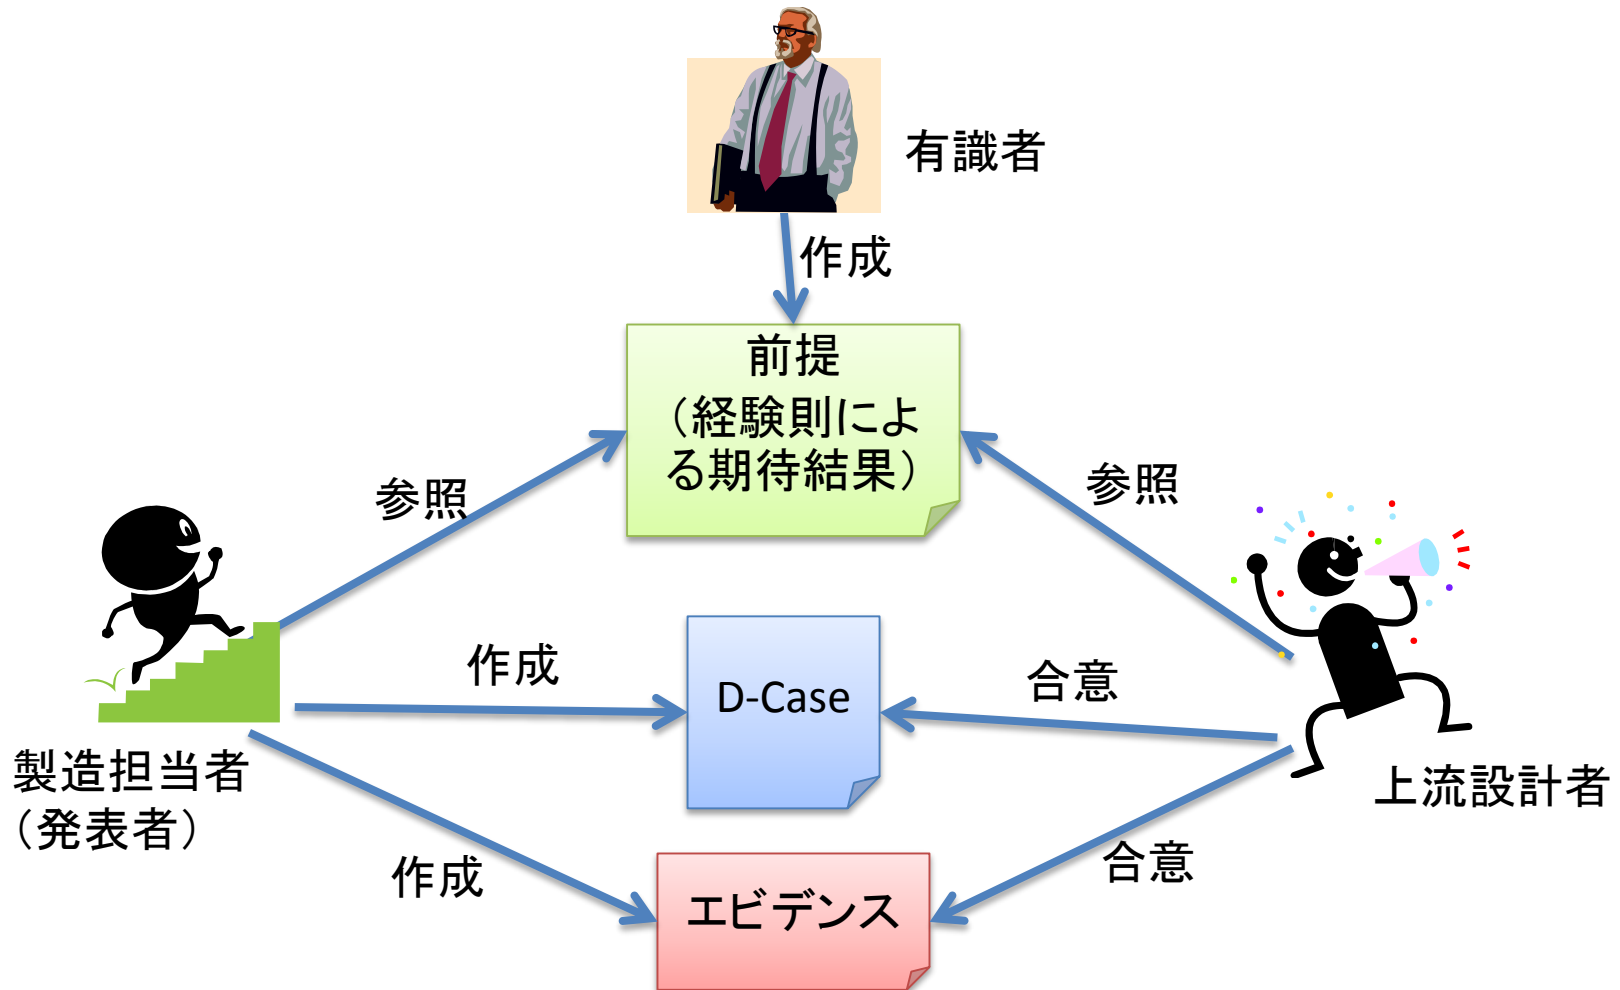 有識者
作成
前提
（経験則によ
る期待結果）
参照
参照
作成
D-Case
合意
製造担当者
（発表者）
上流設計者
作成
エビデンス
合意